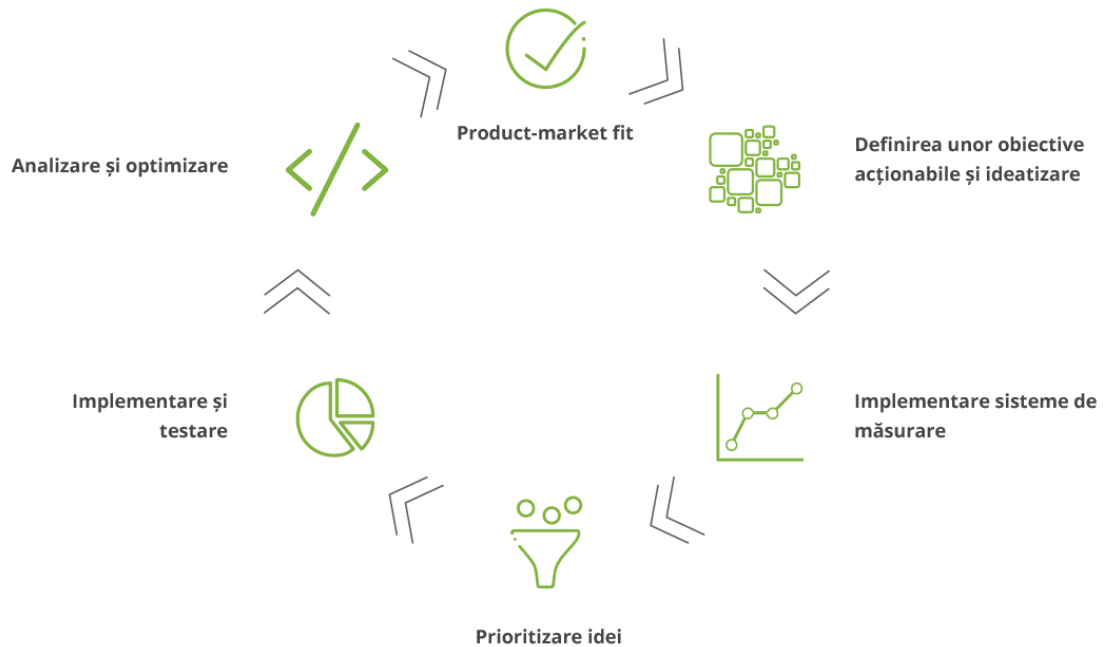 Product-market fit
Definirea unor obiective
acționabile și ideatizare
Implementare sisteme de
măsurare
Prioritizare idei
Implementare și
testare
Analizare și optimizare